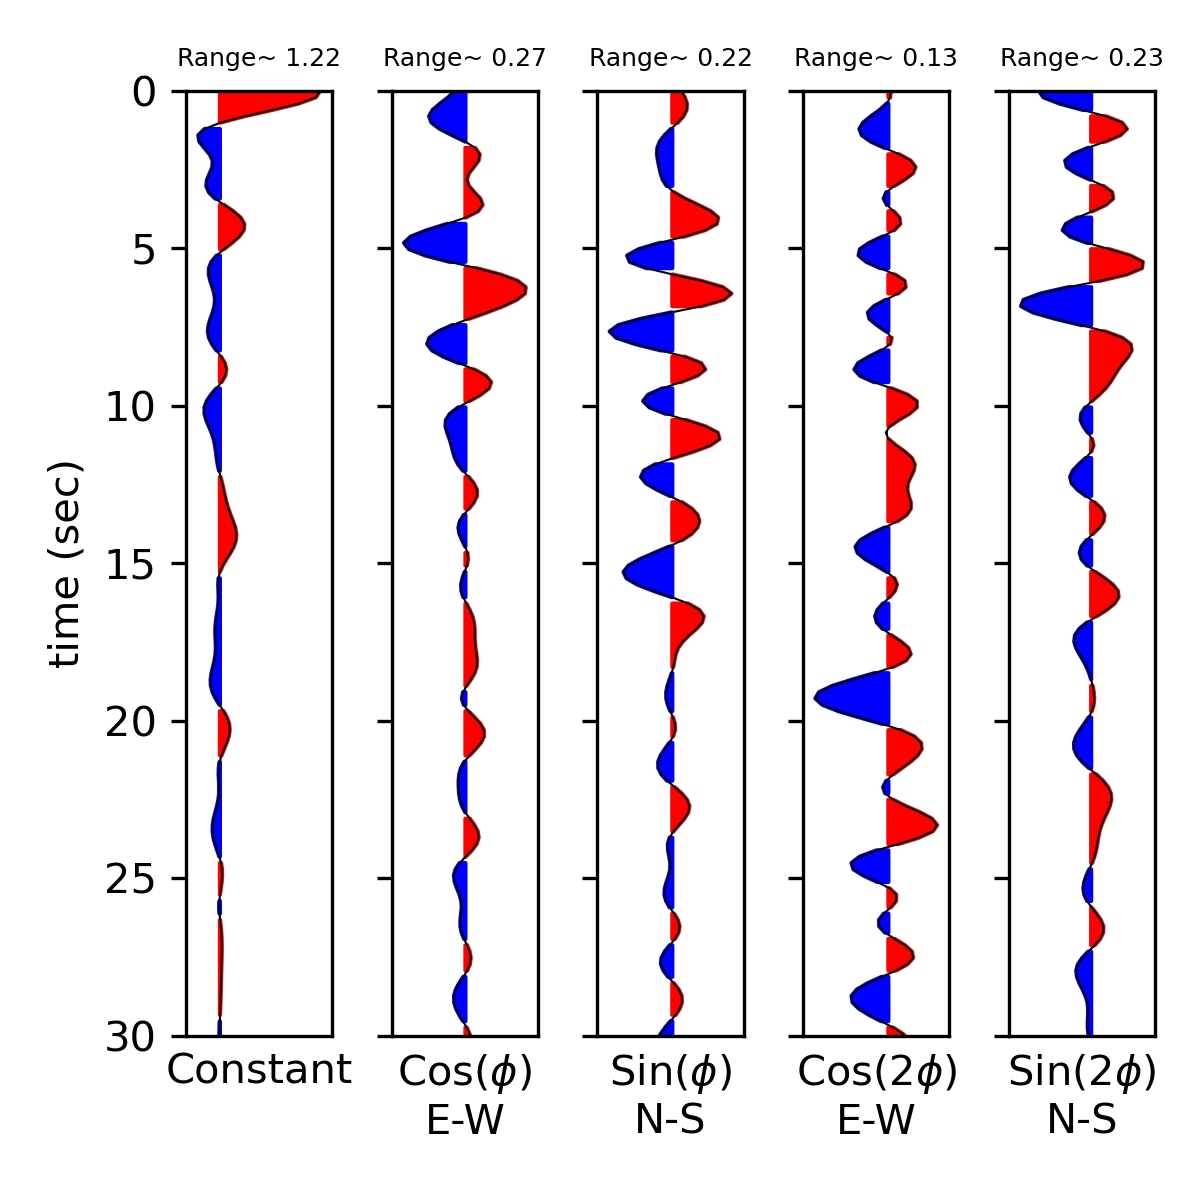 Range~ 1.22 Range~ 0.27 Range~ 0.22 Range~ 0.13 Range~ 0.23
0
5
10
15
20
25
30
time (sec)
Constant Cos(ϕ) Sin(ϕ) Cos(2ϕ) Sin(2ϕ)
E-W N-S E-W N-S